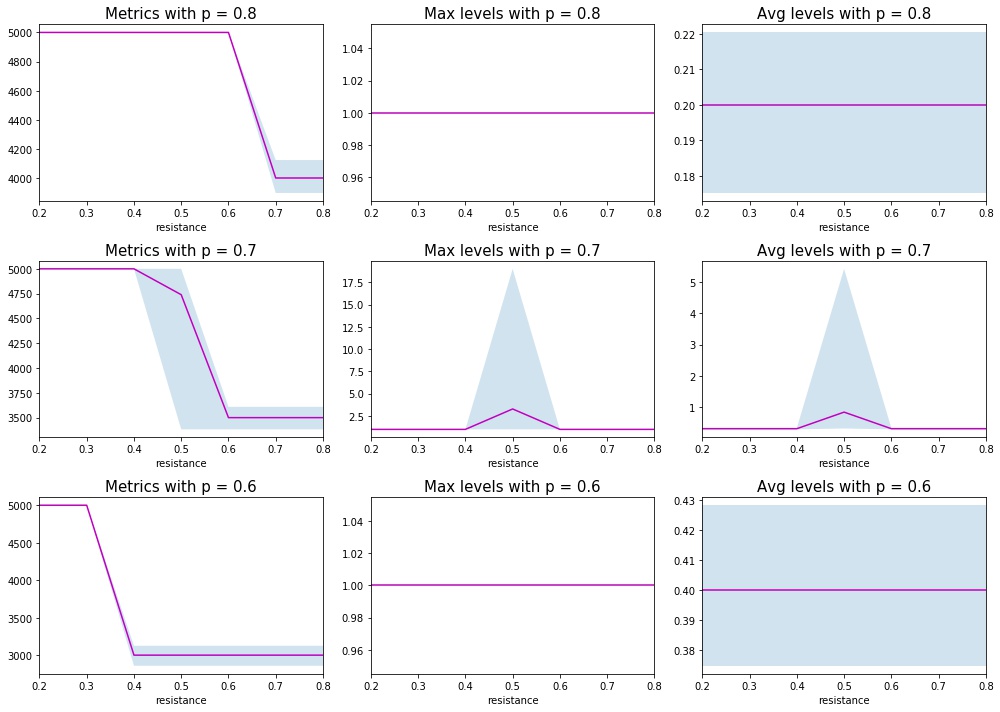 Metrics with p = 0.8
5000
4800
4600
4400
4200
4000
0.2 0.3 0.4 0.5 0.6 0.7 0.8
resistance
Max levels with p = 0.8
1.04
1.02
1.00
0.98
0.96
0.2 0.3 0.4 0.5 0.6 0.7 0.8
resistance
Avg levels with p = 0.8
0.22
0.21
0.20
0.19
0.18
0.2 0.3 0.4 0.5 0.6 0.7 0.8
resistance
Metrics with p = 0.7
5000
4750
4500
4250
4000
3750
3500
0.2 0.3 0.4 0.5 0.6 0.7 0.8
resistance
Max levels with p = 0.7
17.5
15.0
12.5
10.0
7.5
5.0
2.5
0.2 0.3 0.4 0.5 0.6 0.7 0.8
resistance
Avg levels with p = 0.7
5
4
3
2
1
0.2 0.3 0.4 0.5 0.6 0.7 0.8
resistance
Metrics with p = 0.6
5000
4500
4000
3500
3000
0.2 0.3 0.4 0.5 0.6 0.7 0.8
resistance
Max levels with p = 0.6
1.04
1.02
1.00
0.98
0.96
0.2 0.3 0.4 0.5 0.6 0.7 0.8
resistance
Avg levels with p = 0.6
0.43
0.42
0.41
0.40
0.39
0.38
0.2 0.3 0.4 0.5 0.6 0.7 0.8
resistance